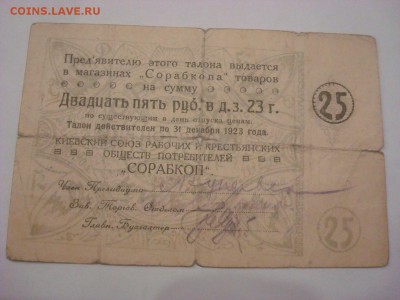 COINS.LAVE.RU
Пред'явителю этого талона выдается
в магазинах „Сорабкопа" товаров
на сумму
Двадцать пять руб. в д.з. 23 г.
по существующим в день отпуска ценам.
Талон действителен по 31 декабря 1923 года.
25
КИЕВСКИЙ СОЮЗ РАБОЧИХ И КРЕСТЬЯНСКИХ
ОБЩЕСТВ ПОТРЕБИТЕЛЕЙ
„СОРАБКОП"
Член Правления
Зав. Торгов. Отделом
Главн. Бухгалтер
25